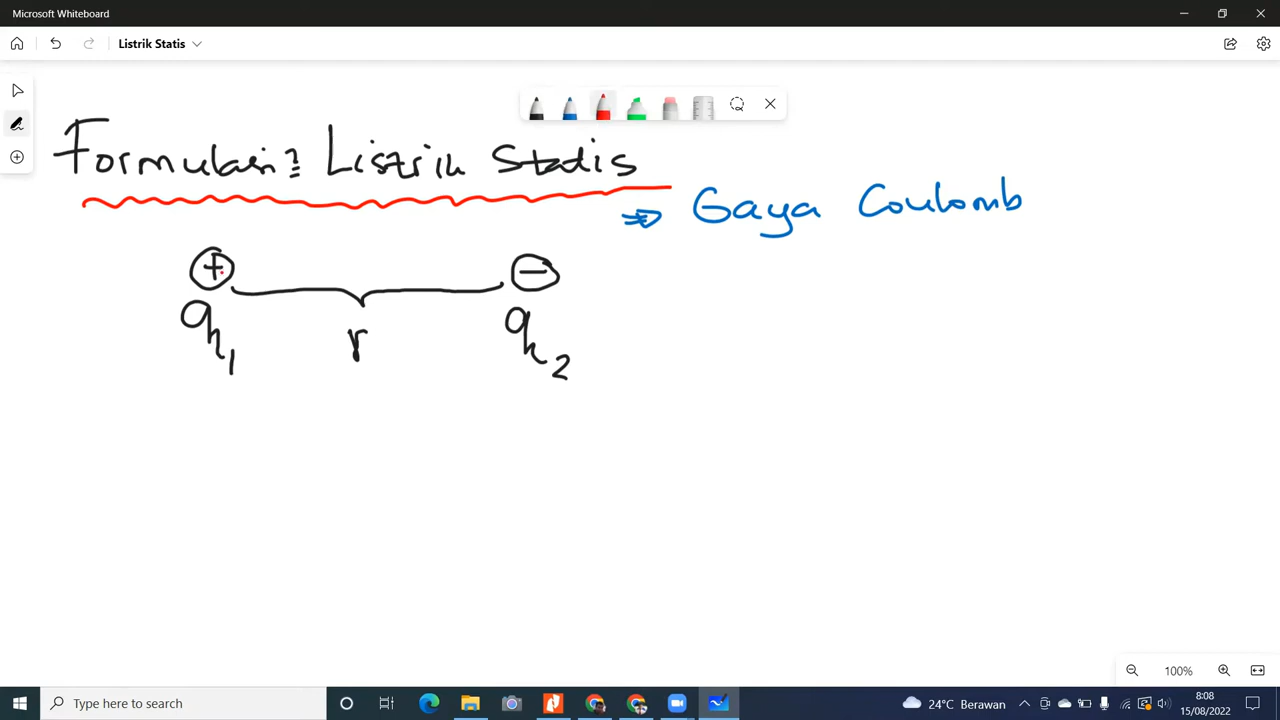 Microsoft Whiteboard
Listrik Statis
Formulasi² Listrik Statis
⇒ Gaya Coulomb
+
−
q1
r
q2
100%
Type here to search
24°C Berawan
8:08
15/08/2022